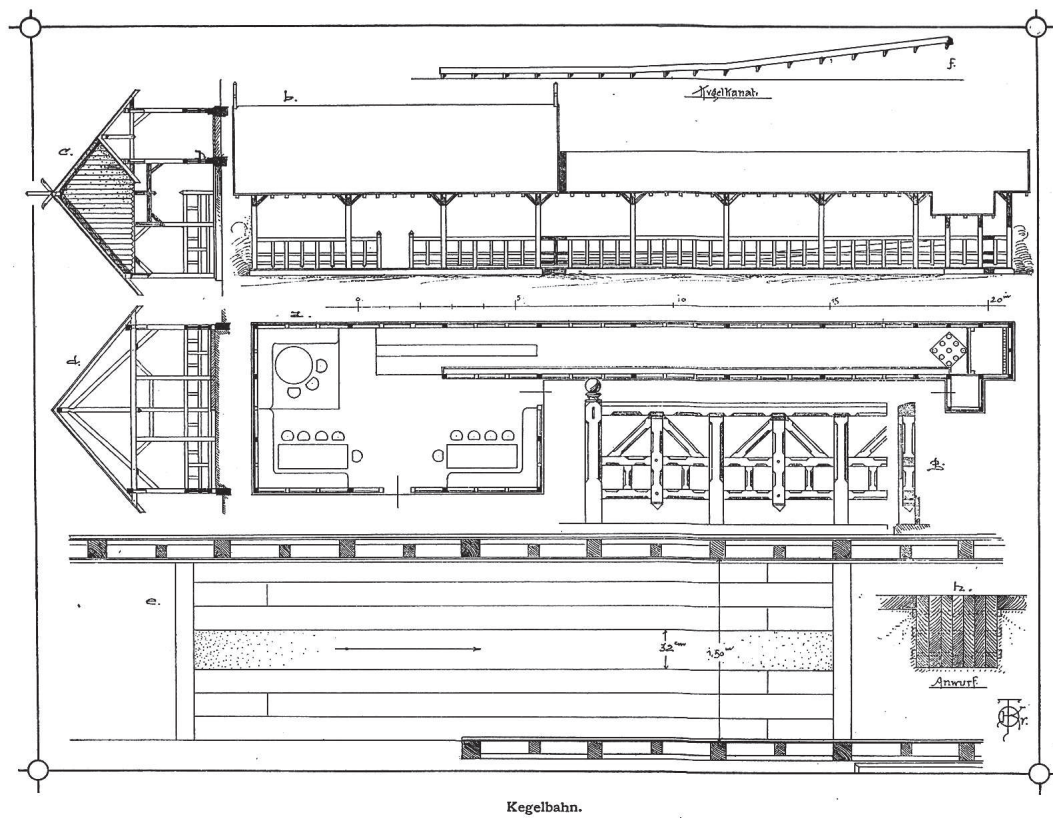 f.
Kugelkanal.
b.
c.
0. 5 10 15 20 m
a.
d.
g.
e.
h.
32 cm
1,50 m
Anwurf.
Kegelbahn.